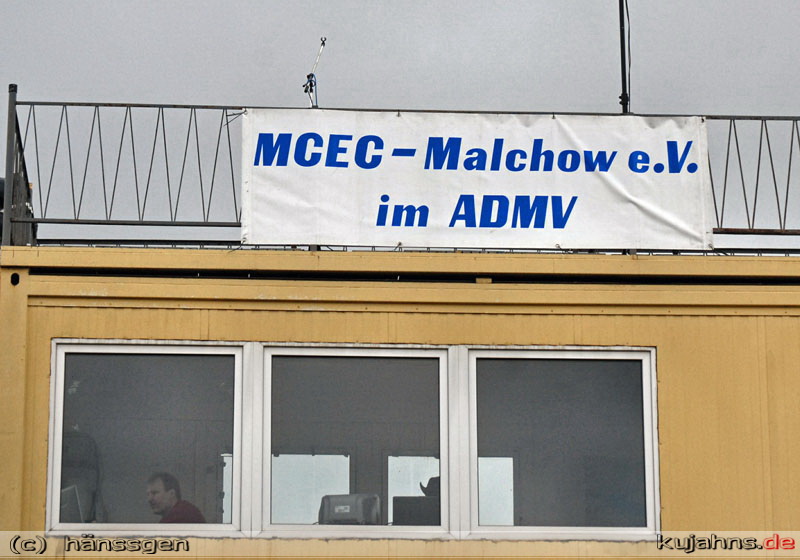 MCEC-Malchow e.V.
im ADMV
(c) hänssgen
kujahns.de